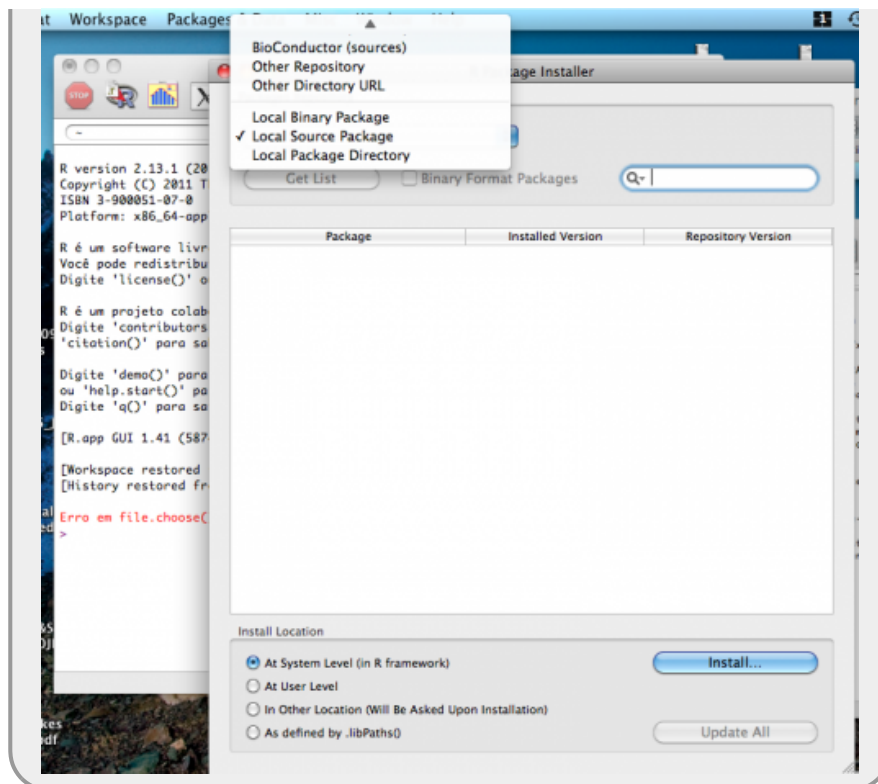 Workspace
BioConductor (sources)
Other Repository
Other Directory URL
Local Binary Package
✓ Local Source Package
Local Package Directory
Package Installer
STOP
Get List
Binary Format Packages
Package Installed Version Repository Version
R version 2.13.1 (20
Copyright (C) 2011 T
ISBN 3-900051-07-0
Platform: x86_64-app
R é um software livr
Você pode redistribu
Digite 'license()' o
R é um projeto colab
Digite 'contributors
'citation()' para sa
Digite 'demo()' para
ou 'help.start()' pa
Digite 'q()' para sa
[R.app GUI 1.41 (587
[Workspace restored
[History restored fr
Erro em file.choose(
>
Install Location
At System Level (in R framework)
At User Level
In Other Location (Will Be Asked Upon Installation)
As defined by .libPaths()
Install...
Update All